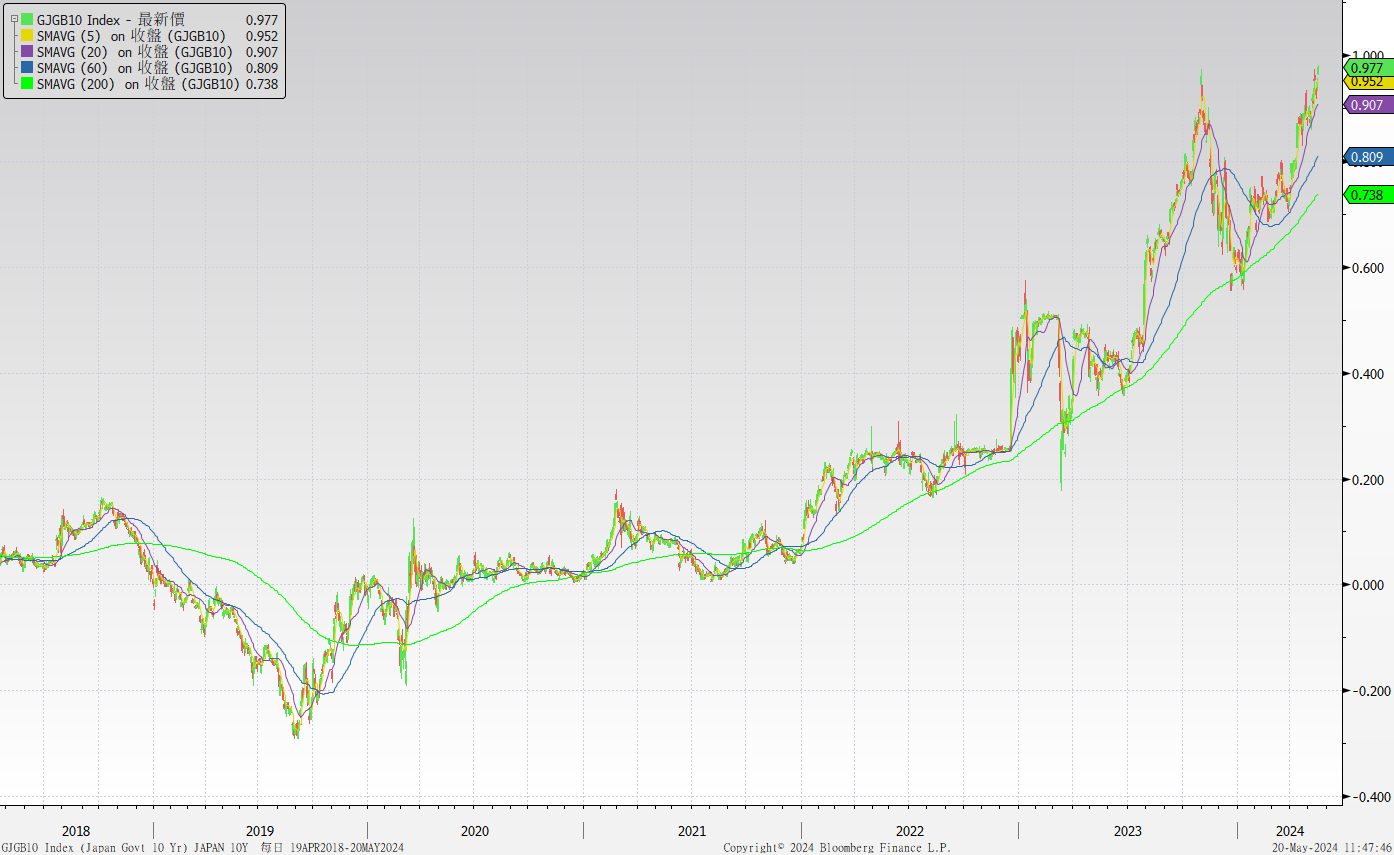 GJGB10 Index - 最新價 0.977
SMAVG (5) on 收盤 (GJGB10) 0.952
SMAVG (20) on 收盤 (GJGB10) 0.907
SMAVG (60) on 收盤 (GJGB10) 0.809
SMAVG (200) on 收盤 (GJGB10) 0.738
1.000
0.977
0.952
0.907
0.809
0.738
0.600
0.400
0.200
0.000
-0.200
-0.400
2018 2019 2020 2021 2022 2023 2024
GJGB10 Index (Japan Govt 10 Yr) JAPAN 10Y 每日 19APR2018-20MAY2024 Copyright© 2024 Bloomberg Finance L.P. 20-May-2024 11:47:46